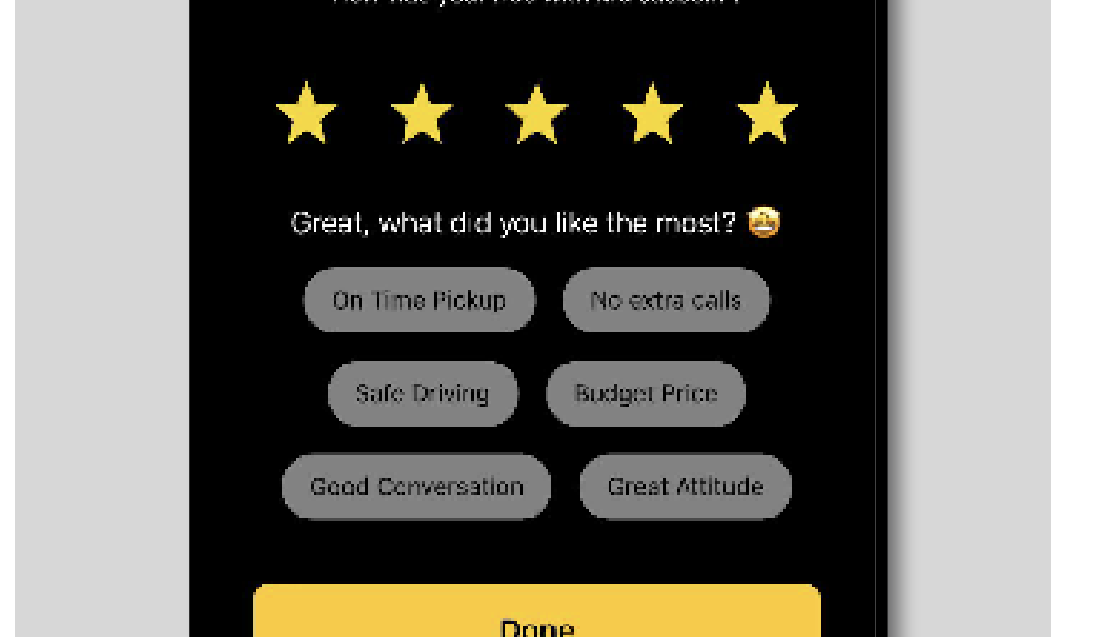 Great, what did you like the most? 🤩
On Time Pickup No extra calls
Safe Driving Budget Price
Good Conversation Great Attitude
Done